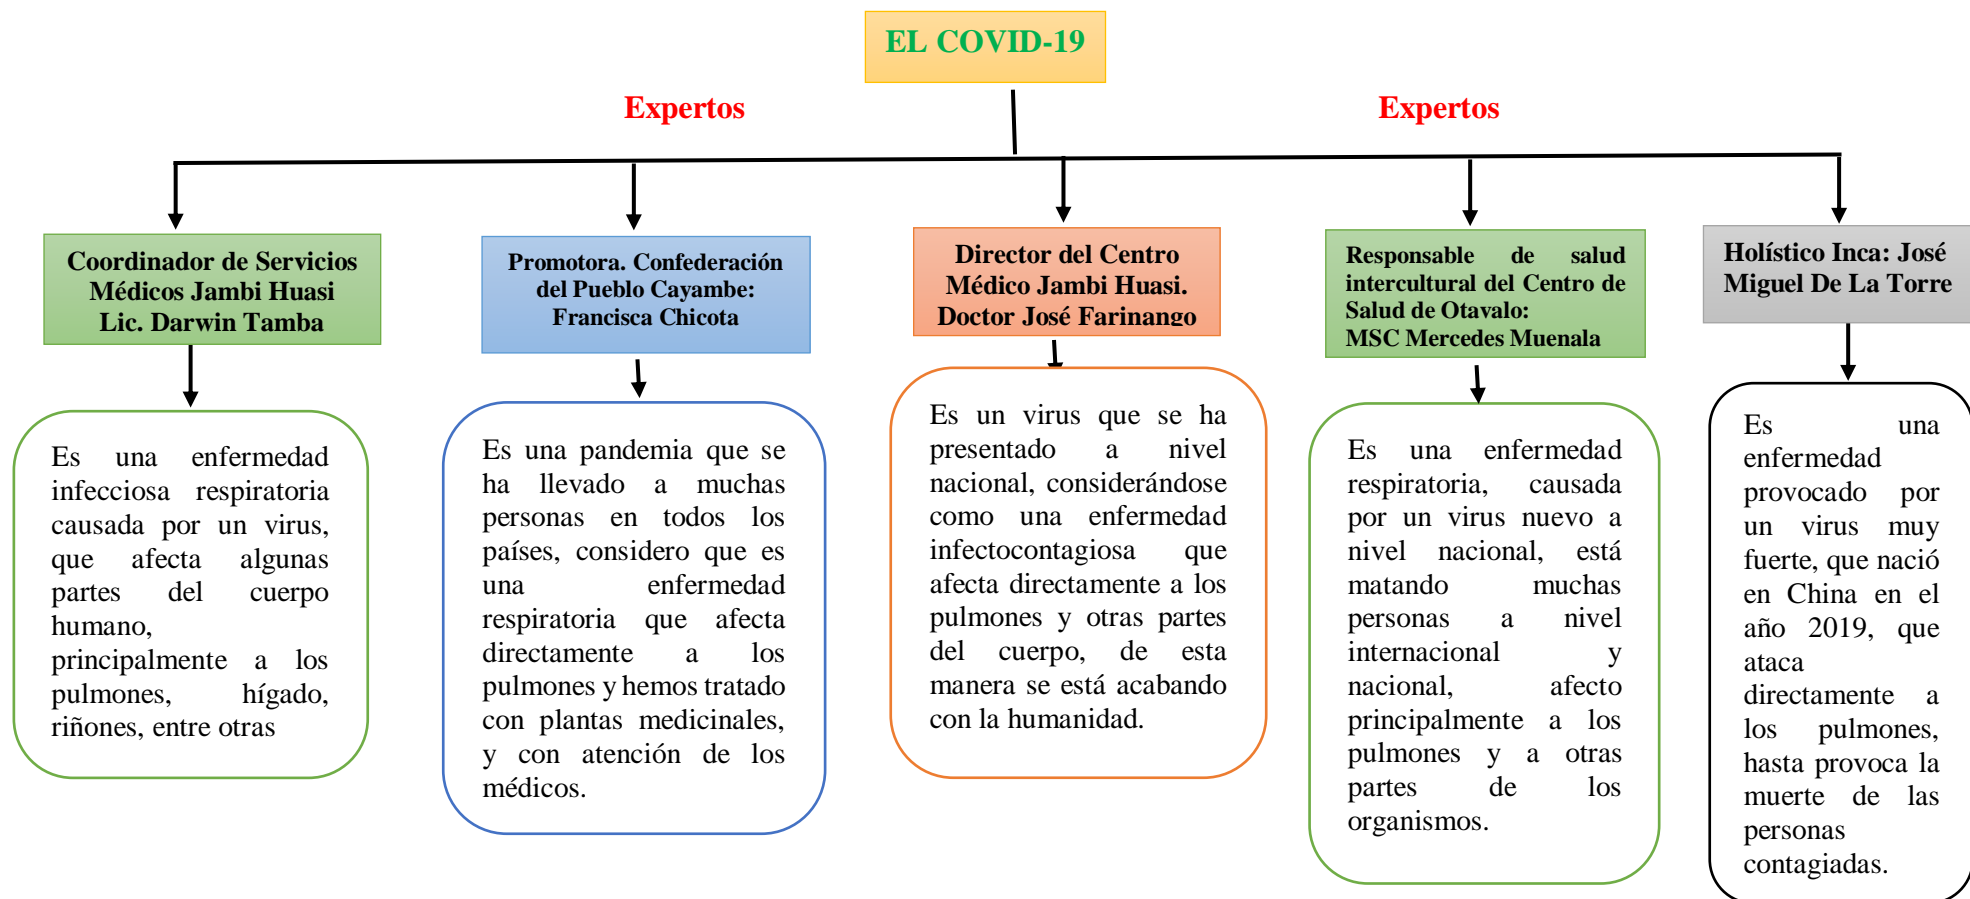 EL COVID-19
Expertos
Expertos
Coordinador de Servicios
Médicos Jambi Huasi
Lic. Darwin Tamba
Promotora. Confederación
del Pueblo Cayambe:
Francisca Chicota
Director del Centro
Médico Jambi Huasi.
Doctor José Farinango
Responsable de salud
intercultural del Centro de
Salud de Otavalo:
MSC Mercedes Muenala
Holístico Inca: José
Miguel De La Torre
Es una enfermedad
infecciosa respiratoria
causada por un virus,
que afecta algunas
partes del cuerpo
humano,
principalmente a los
pulmones, hígado,
riñones, entre otras
Es una pandemia que se
ha llevado a muchas
personas en todos los
países, considero que es
una enfermedad
respiratoria que afecta
directamente a los
pulmones y hemos tratado
con plantas medicinales,
y con atención de los
médicos.
Es un virus que se ha
presentado a nivel
nacional, considerándose
como una enfermedad
infectocontagiosa que
afecta directamente a los
pulmones y otras partes
del cuerpo, de esta
manera se está acabando
con la humanidad.
Es una enfermedad
respiratoria, causada
por un virus nuevo a
nivel nacional, está
matando muchas
personas a nivel
internacional y
nacional, afecto
principalmente a los
pulmones y a otras
partes de los
organismos.
Es una
enfermedad
provocado por
un virus muy
fuerte, que nació
en China en el
año 2019, que
ataca
directamente a
los pulmones,
hasta provoca la
muerte de las
personas
contagiadas.